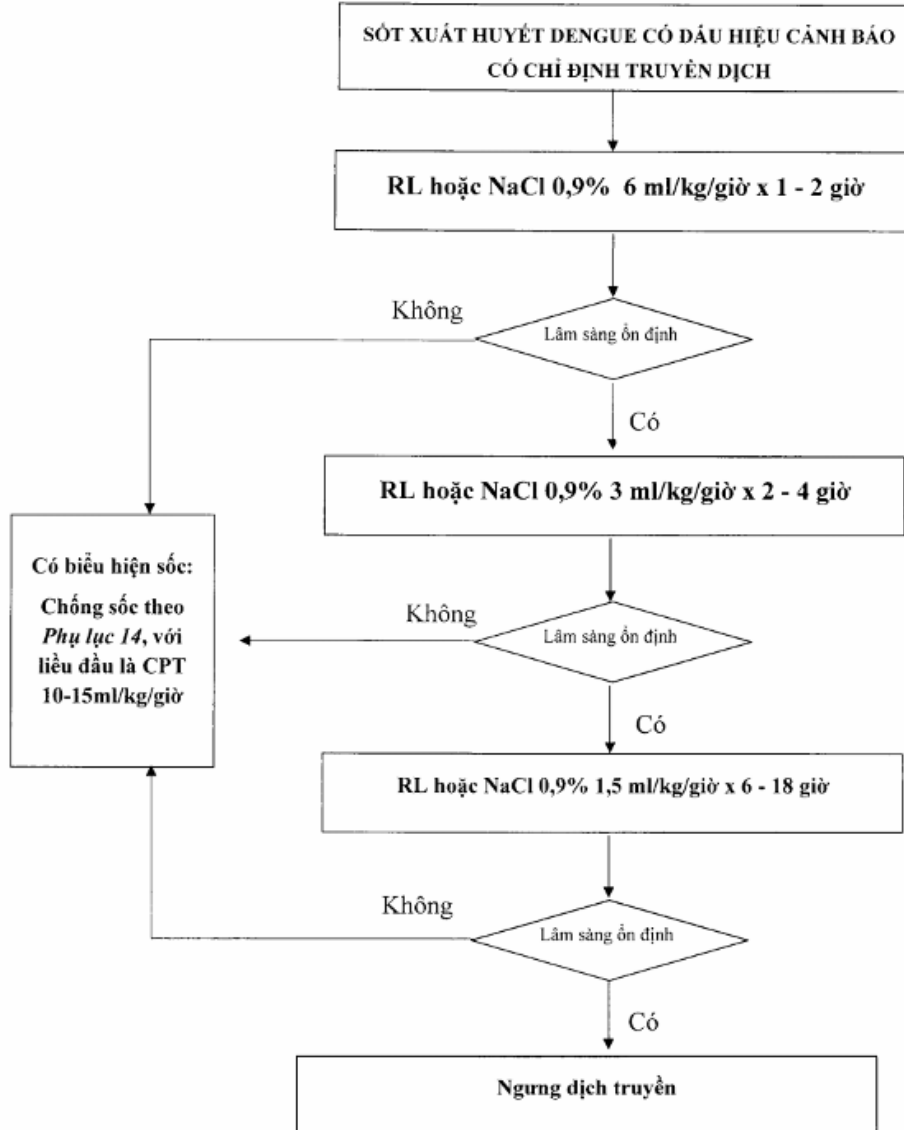 SỐT XUẤT HUYẾT DENGUE CÓ DẤU HIỆU CẢNH BÁO
CÓ CHỈ ĐỊNH TRUYỀN DỊCH
RL hoặc NaCl 0,9% 6 ml/kg/giờ x 1 - 2 giờ
Không
Lâm sàng ổn định
Có
RL hoặc NaCl 0,9% 3 ml/kg/giờ x 2 - 4 giờ
Có biểu hiện sốc:
Chống sốc theo
Phụ lục 14, với
liều đầu là CPT
10-15ml/kg/giờ
Không
Lâm sàng ổn định
Có
RL hoặc NaCl 0,9% 1,5 ml/kg/giờ x 6 - 18 giờ
Không
Lâm sàng ổn định
Có
Ngưng dịch truyền